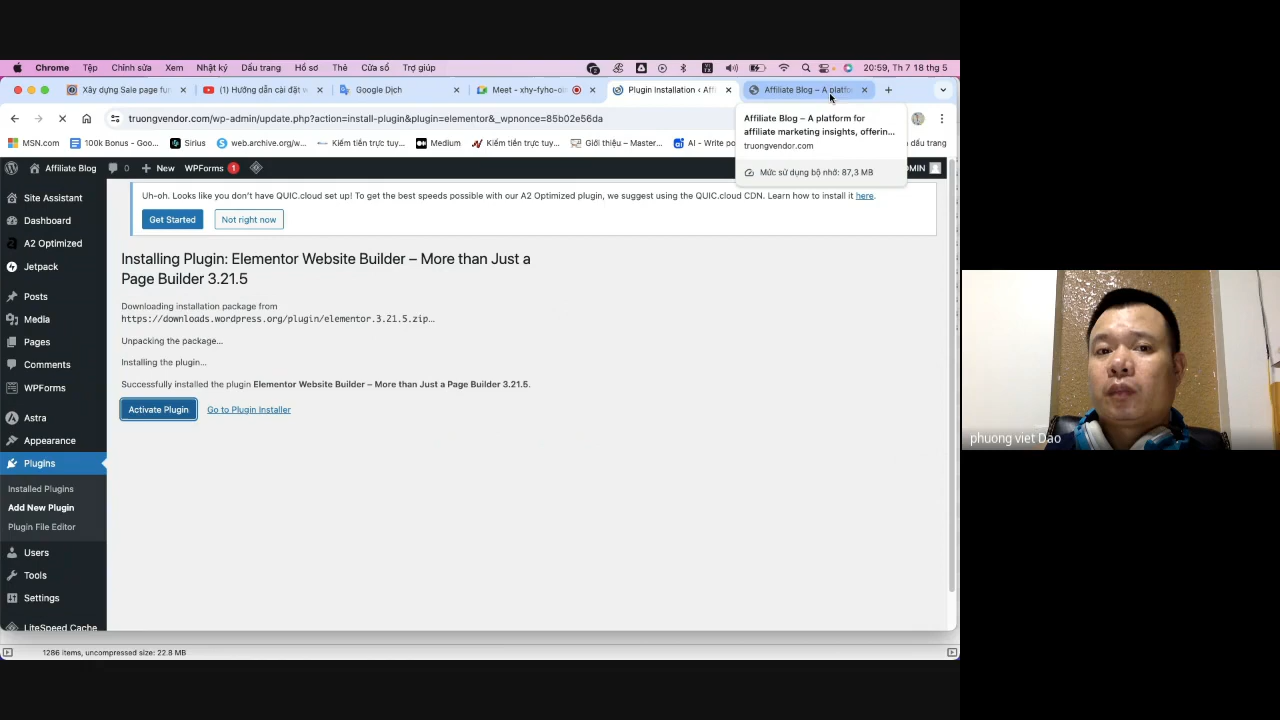 Chrome Tệp Chỉnh sửa Xem Nhật ký Dấu trang Hồ sơ Thẻ Cửa sổ Trợ giúp 20:59, Th 7 18 thg 5
Xây dựng Sale page fun
(1) Hướng dẫn cài đặt w
Google Dịch
Meet - xhy-fyho-
Plugin Installation ‹ Aff
Affiliate Blog – A platfo
truongvendor.com/wp-admin/update.php?action=install-plugin&plugin=elementor&_wpnonce=85b02e56da
MSN.com 100k Bonus - Goog... Sirius web.archive.org/w... Kiếm tiền trực tuy... Medium Kiếm tiền trực tuy... Giới thiệu – Master... AI - Write po dấu trang
Affiliate Blog – A platform for
affiliate marketing insights, offerin...
truongvendor.com
Mức sử dụng bộ nhớ: 87,3 MB
Affiliate Blog 0 New WPForms 1 DMIN
Site Assistant
Dashboard
A2 Optimized
Jetpack
Posts
Media
Pages
Comments
WPForms
Astra
Appearance
Plugins
Installed Plugins
Add New Plugin
Plugin File Editor
Users
Tools
Settings
LiteSpeed Cache
Uh-oh. Looks like you don't have QUIC.cloud set up! To get the best speeds possible with our A2 Optimized plugin, we suggest using the QUIC.cloud CDN. Learn how to install it here.
Get Started Not right now
Installing Plugin: Elementor Website Builder – More than Just a
Page Builder 3.21.5
Downloading installation package from
https://downloads.wordpress.org/plugin/elementor.3.21.5.zip…
Unpacking the package…
Installing the plugin…
Successfully installed the plugin Elementor Website Builder – More than Just a Page Builder 3.21.5.
Activate Plugin Go to Plugin Installer
1286 items, uncompressed size: 22.8 MB
phuong viet Dao